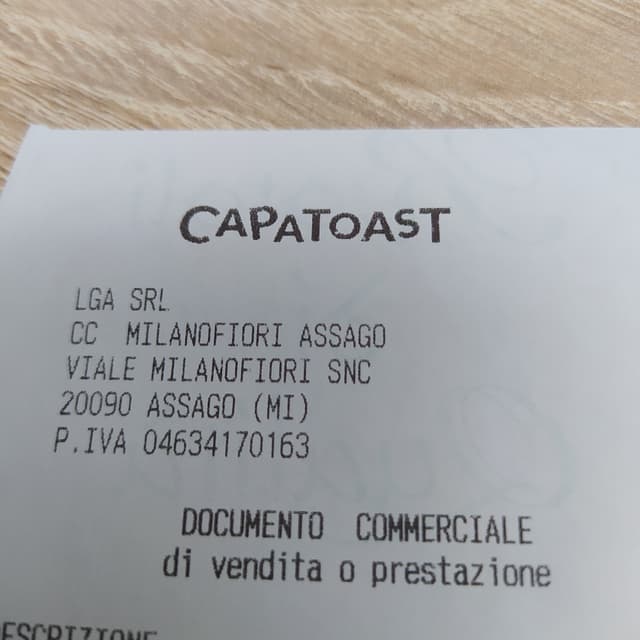 CAPATOAST
LGA SRL
CC MILANOFIORI ASSAGO
VIALE MILANOFIORI SNC
20090 ASSAGO (MI)
P.IVA 04634170163
DOCUMENTO COMMERCIALE
di vendita o prestazione
DESCRIZIONE